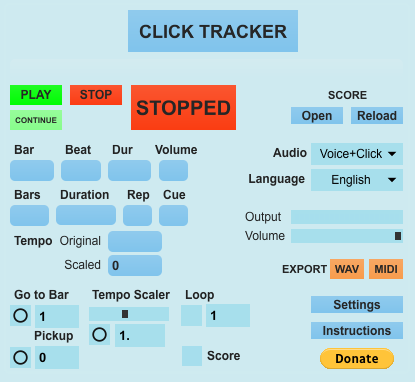 CLICK TRACKER
PLAY STOP
CONTINUE
STOPPED
SCORE
Open Reload
Bar Beat Dur Volume
Audio Voice+Click
Language English
Bars Duration Rep Cue
Tempo Original
Scaled 0
Output
Volume
EXPORT WAV MIDI
Go to Bar Tempo Scaler Loop
1 1
Pickup 1.
0 Score
Settings
Instructions
Donate